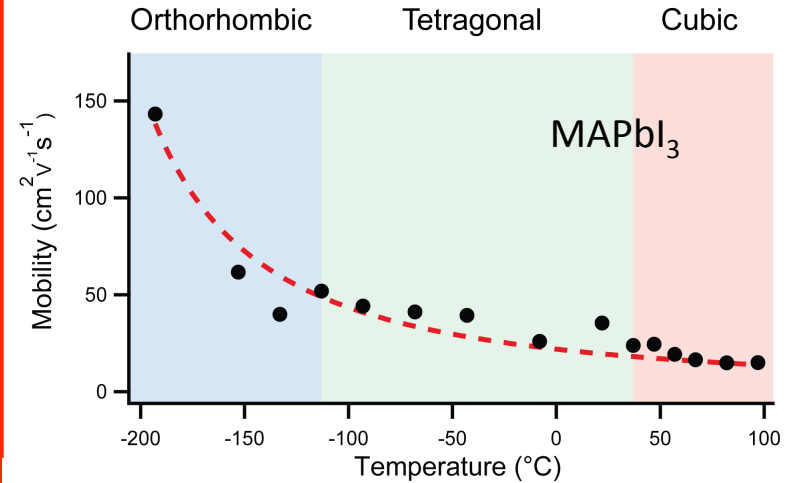 Orthorhombic Tetragonal Cubic
MAPbI₃
Mobility (cm²v⁻¹s⁻¹)
150
100
50
0
-200 -150 -100 -50 0 50 100
Temperature (°C)